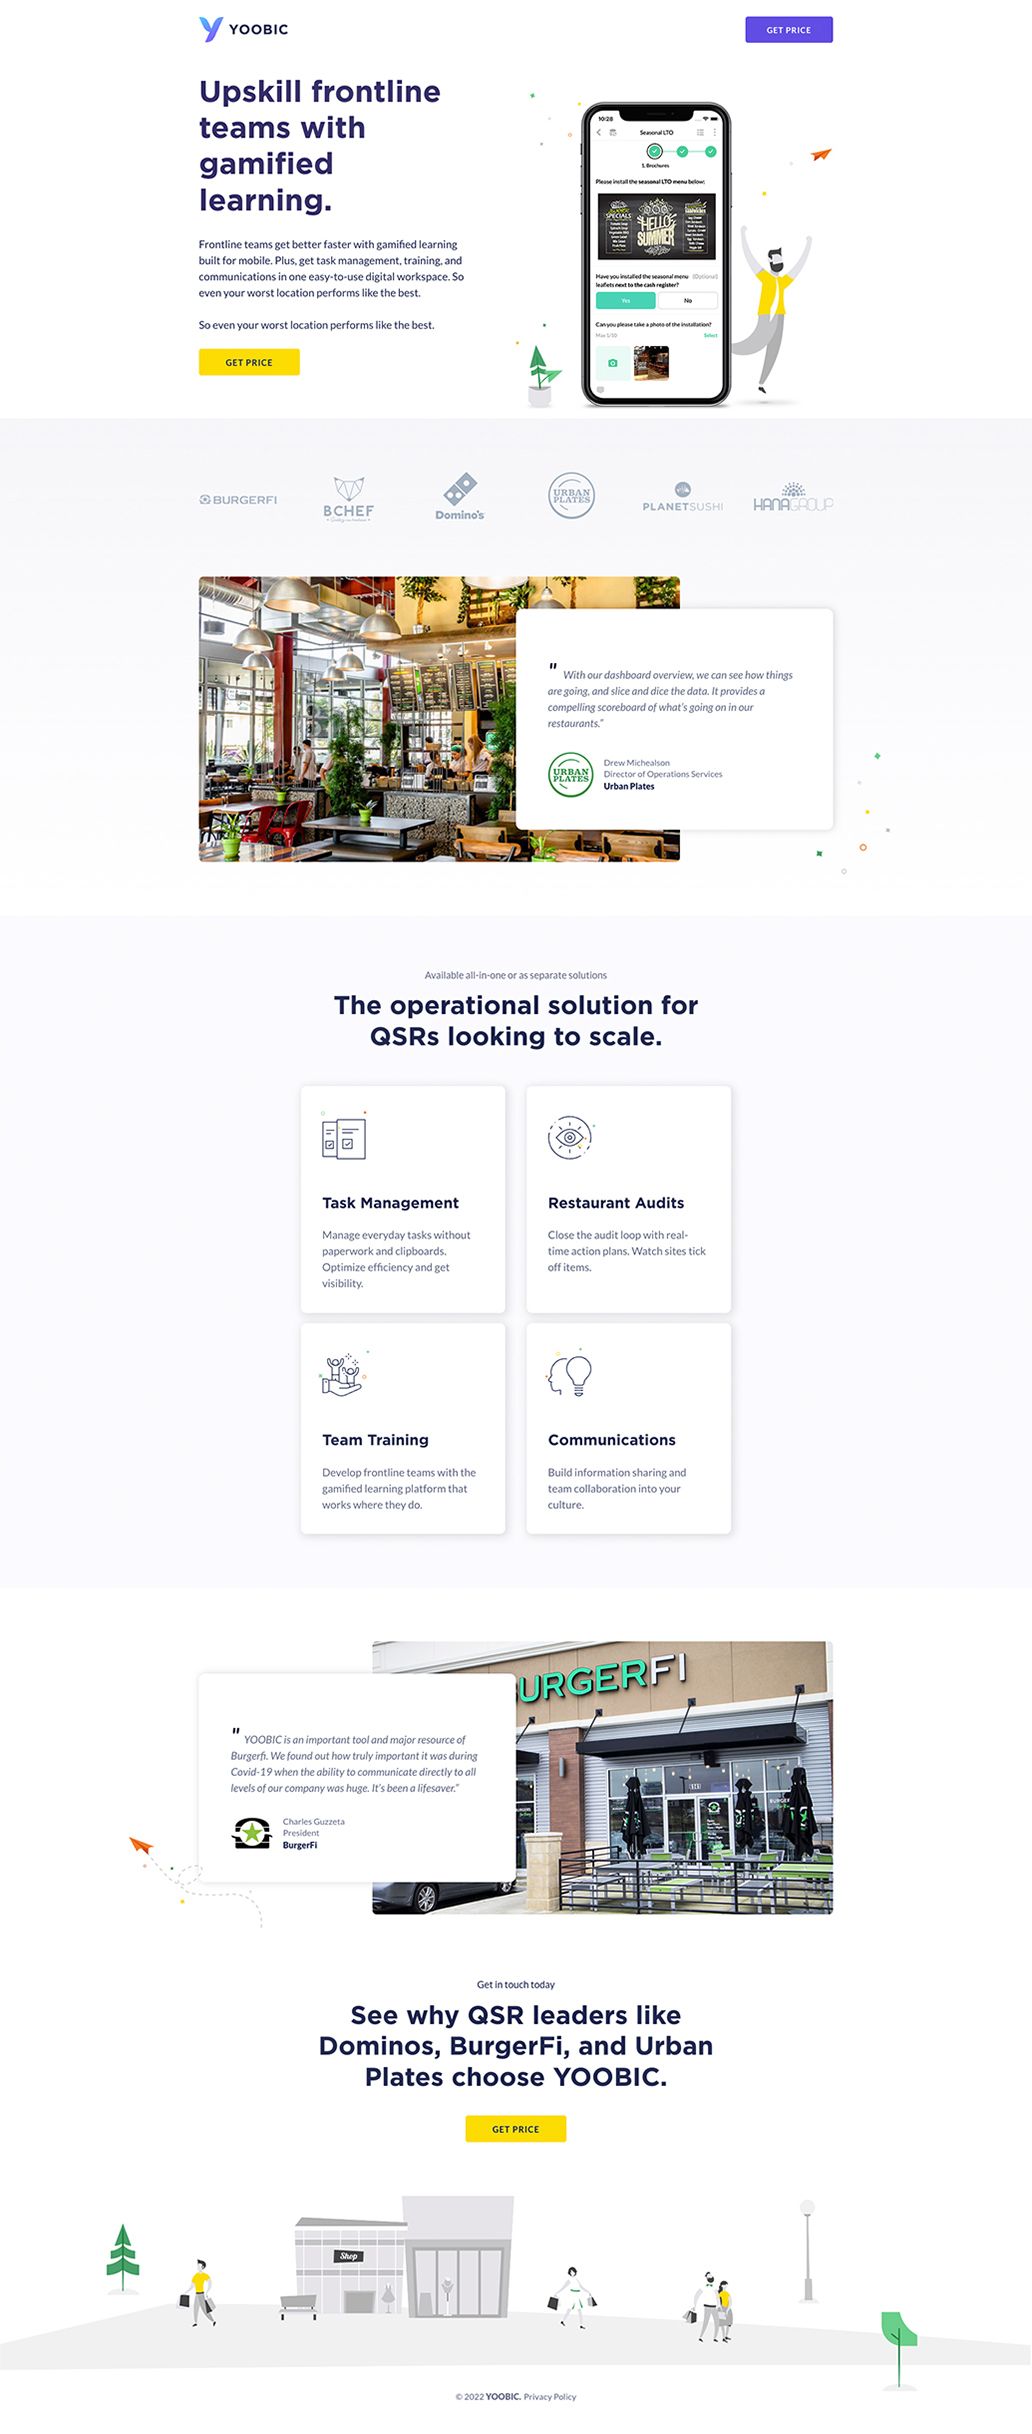 YOOBIC
GET PRICE
Upskill frontline
teams with
gamified
learning.
Frontline teams get better faster with gamified learning
built for mobile. Plus, get task management, training, and
communications in one easy-to-use digital workspace. So
even your worst location performs like the best.
So even your worst location performs like the best.
GET PRICE
10:28
Seasonal LTO
1. Brochures
Please install the seasonal LTO menu below:
SPECIALS
HELLO
SUMMER
Have you installed the seasonal menu (Optional)
leaflets next to the cash register?
Yes
No
Can you please take a photo of the installation?
Max 1/10
Select
BURGERFI
BCHEF
Domino's
URBAN
PLATES
PLANETSUSHI
HANAGROUP
" With our dashboard overview, we can see how things
are going, and slice and dice the data. It provides a
compelling scoreboard of what's going on in our
restaurants."
URBAN
PLATES
Drew Michealson
Director of Operations Services
Urban Plates
Available all-in-one or as separate solutions
The operational solution for
QSRs looking to scale.
Task Management
Manage everyday tasks without
paperwork and clipboards.
Optimize efficiency and get
visibility.
Restaurant Audits
Close the audit loop with real-
time action plans. Watch sites tick
off items.
Team Training
Develop frontline teams with the
gamified learning platform that
works where they do.
Communications
Build information sharing and
team collaboration into your
culture.
URGERFI
" YOOBIC is an important tool and major resource of
Burgerfi. We found out how truly important it was during
Covid-19 when the ability to communicate directly to all
levels of our company was huge. It's been a lifesaver."
Charles Guzzeta
President
BurgerFi
Get in touch today
See why QSR leaders like
Dominos, BurgerFi, and Urban
Plates choose YOOBIC.
GET PRICE
Shop
© 2022 YOOBIC. Privacy Policy